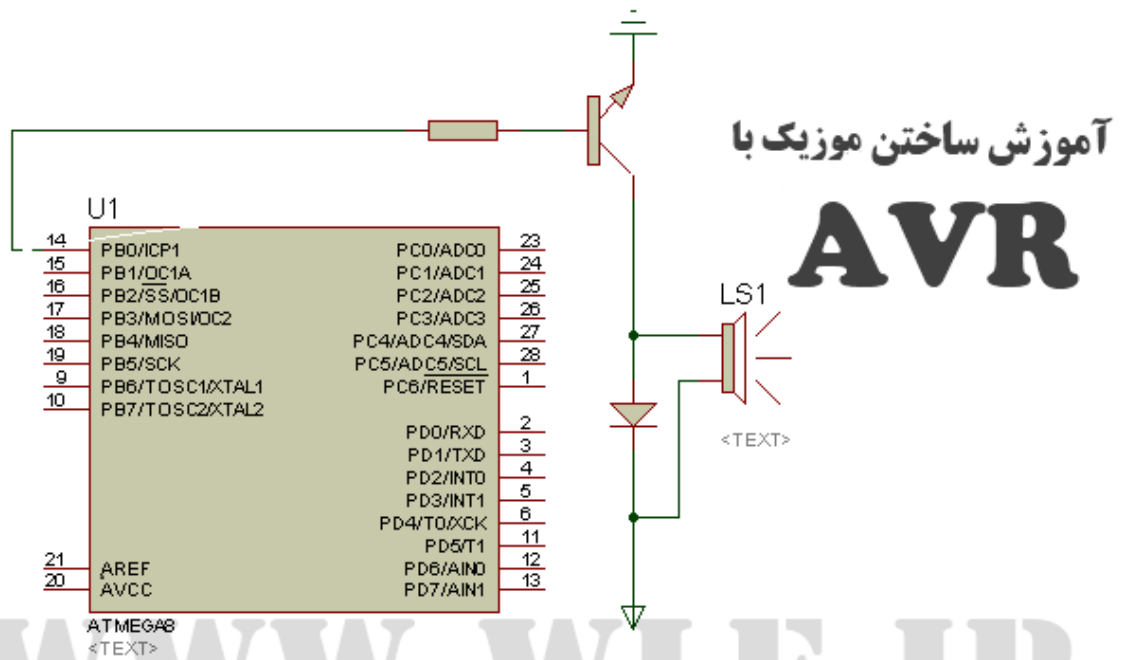 آموزش ساختن موزیک با
AVR
U1
14 PB0/ICP1
15 PB1/OC1A
16 PB2/SS/OC1B
17 PB3/MOSI/OC2
18 PB4/MISO
19 PB5/SCK
9 PB6/TOSC1/XTAL1
10 PB7/TOSC2/XTAL2
21 AREF
20 AVCC
PC0/ADC0 23
PC1/ADC1 24
PC2/ADC2 25
PC3/ADC3 26
PC4/ADC4/SDA 27
PC5/ADC5/SCL 28
PC6/RESET 1
PD0/RXD 2
PD1/TXD 3
PD2/INT0 4
PD3/INT1 5
PD4/T0/XCK 6
PD5/T1 11
PD6/AIN0 12
PD7/AIN1 13
ATMEGA8
<TEXT>
LS1
<TEXT>